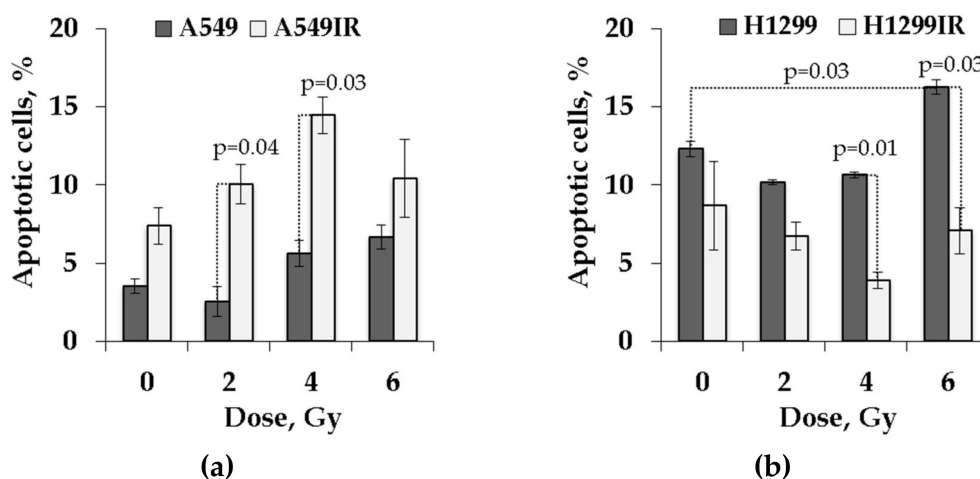 A549 A549IR
Apoptotic cells, %
20
15
10
5
0
p=0.04
p=0.03
0 2 4 6
Dose, Gy
(a)
H1299 H1299IR
Apoptotic cells, %
20
15
10
5
0
p=0.03
p=0.03
p=0.01
0 2 4 6
Dose, Gy
(b)